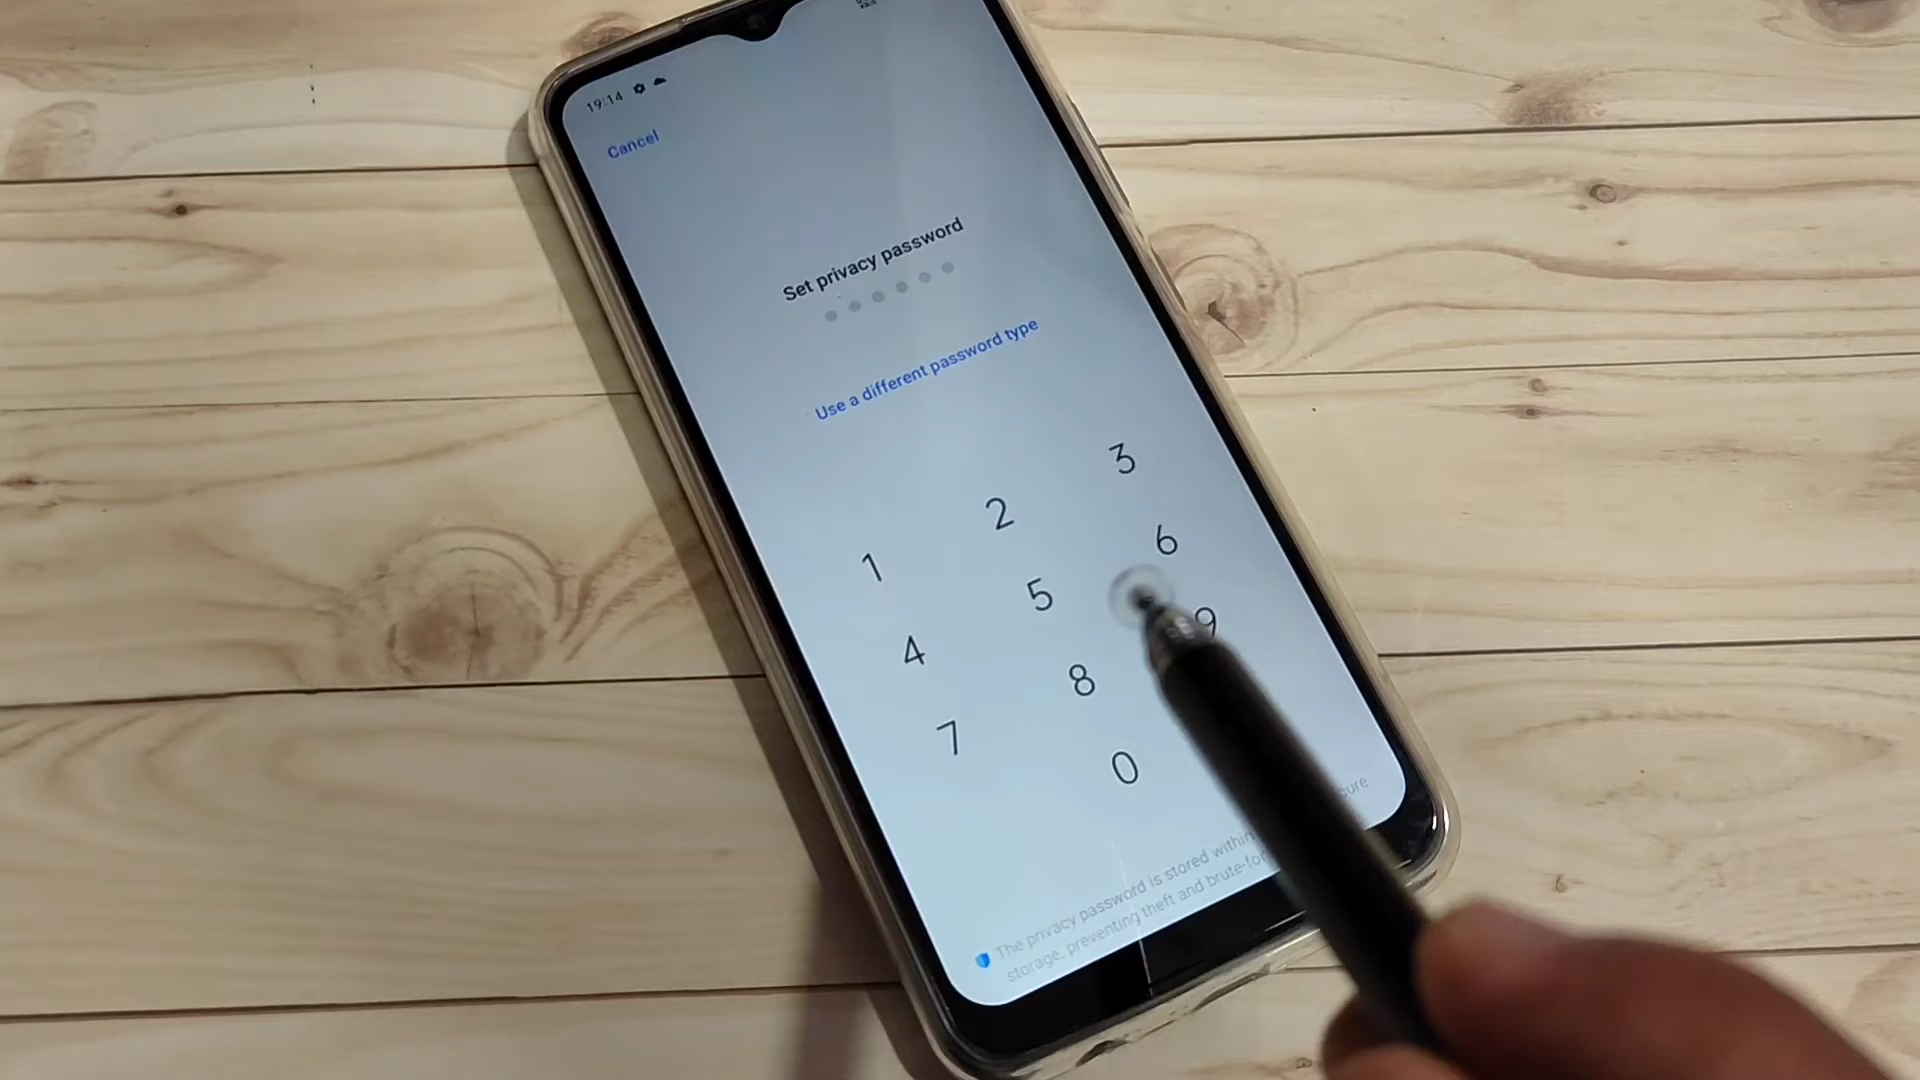 19:14
Cancel
Set privacy password
Use a different password type
1 2 3
4 5 6
7 8 9
0
The privacy password is stored within
storage, preventing theft and brute-for